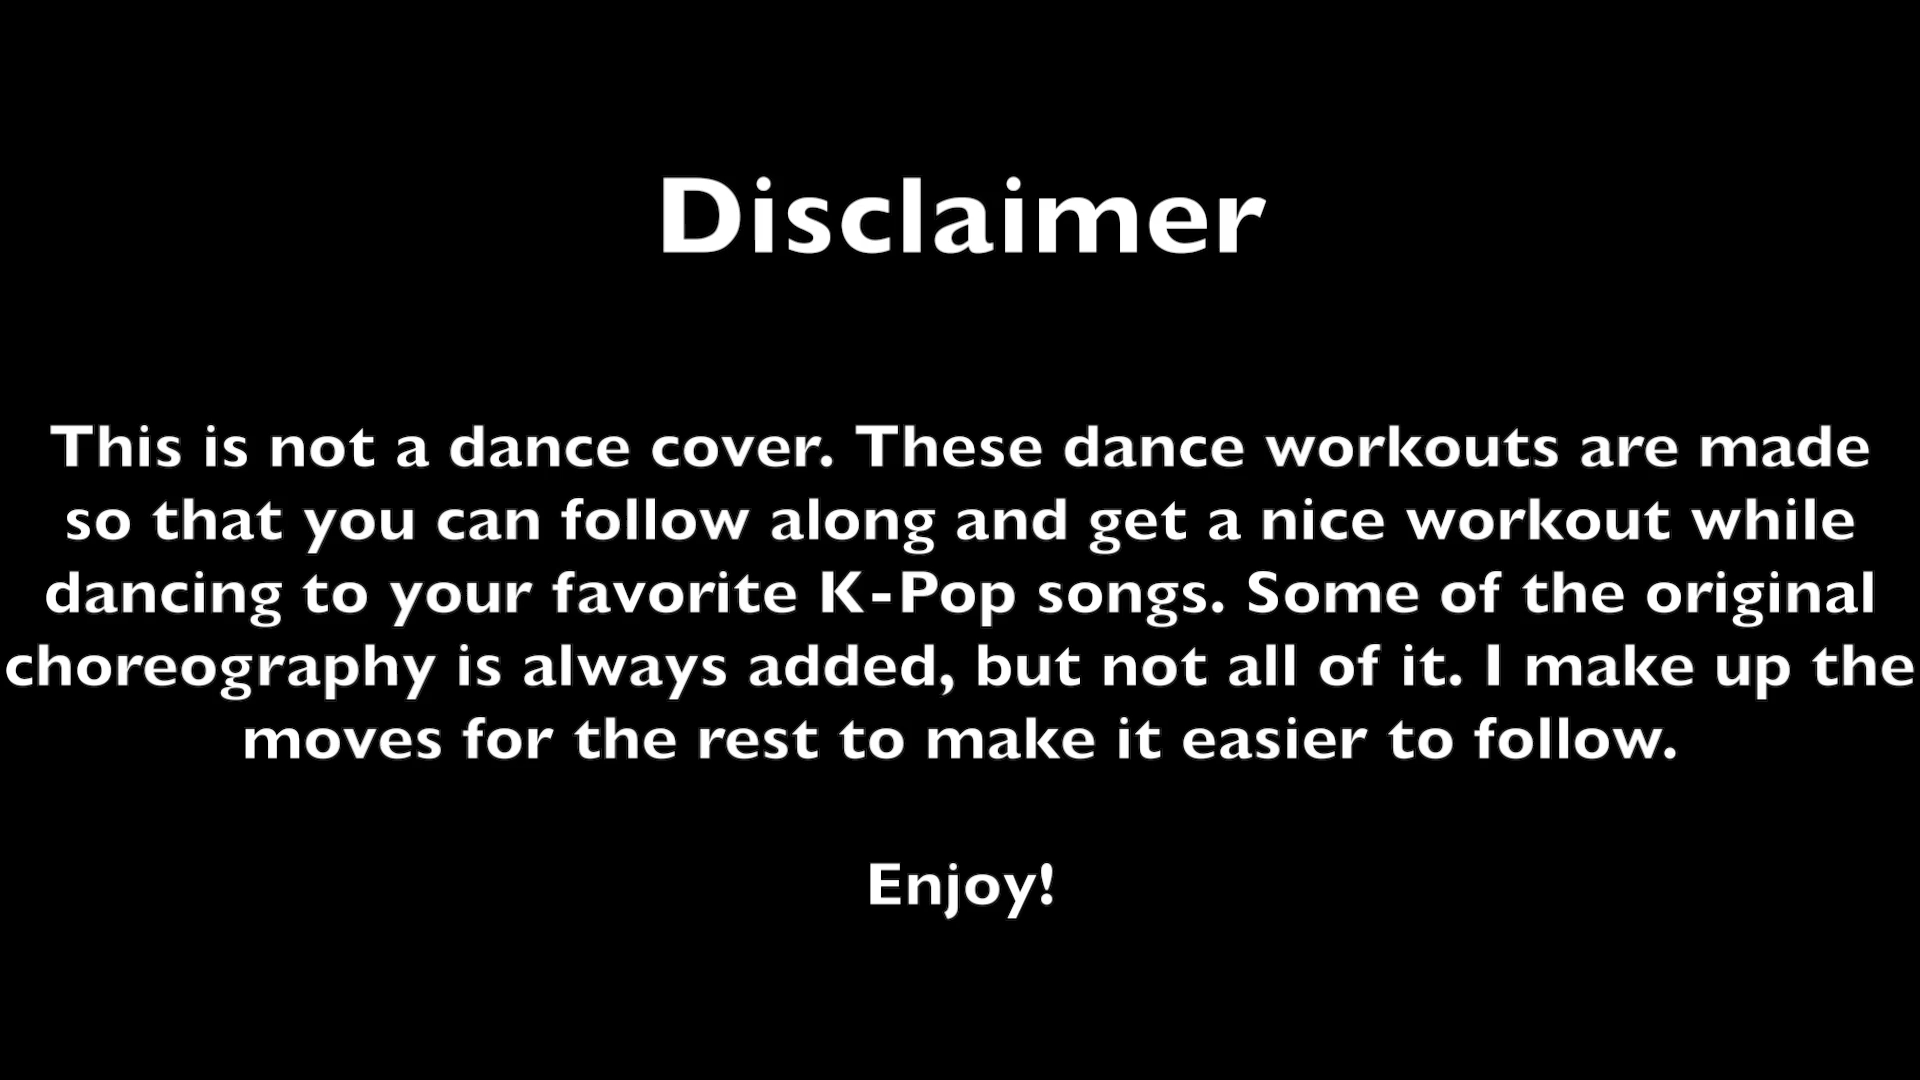 Disclaimer
This is not a dance cover. These dance workouts are made
so that you can follow along and get a nice workout while
dancing to your favorite K-Pop songs. Some of the original
choreography is always added, but not all of it. I make up the
moves for the rest to make it easier to follow.
Enjoy!